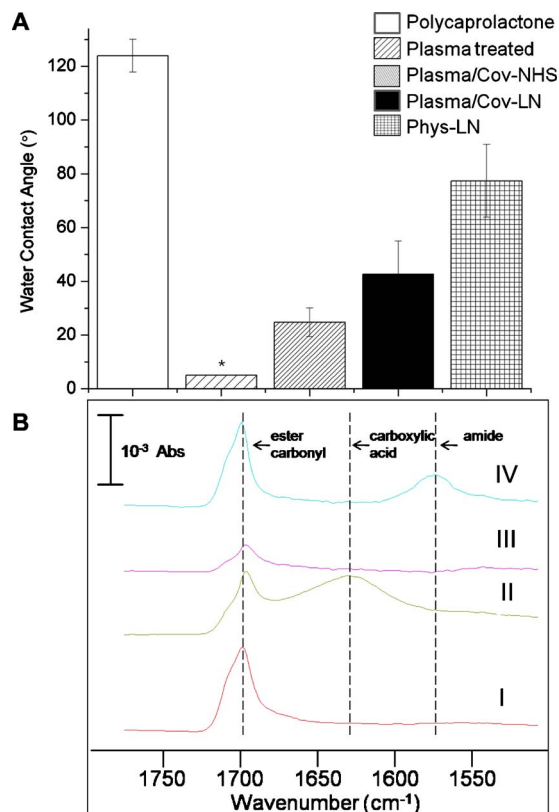 A
Polycaprolactone
Plasma treated
Plasma/Cov-NHS
Plasma/Cov-LN
Phys-LN
Water Contact Angle (°)
120
100
80
60
40
20
0
*
B
10⁻³ Abs
ester carbonyl
carboxylic acid
amide
IV
III
II
I
1750 1700 1650 1600 1550
Wavenumber (cm⁻¹)